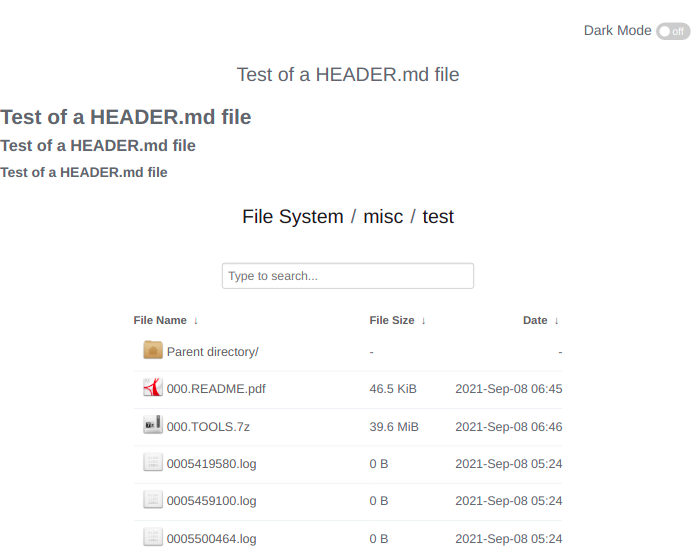 Dark Mode off
Test of a HEADER.md file
Test of a HEADER.md file
Test of a HEADER.md file
Test of a HEADER.md file
File System / misc / test
Type to search...
File Name ↓ File Size ↓ Date ↓
Parent directory/ - -
000.README.pdf 46.5 KiB 2021-Sep-08 06:45
000.TOOLS.7z 39.6 MiB 2021-Sep-08 06:46
0005419580.log 0 B 2021-Sep-08 05:24
0005459100.log 0 B 2021-Sep-08 05:24
0005500464.log 0 B 2021-Sep-08 05:24